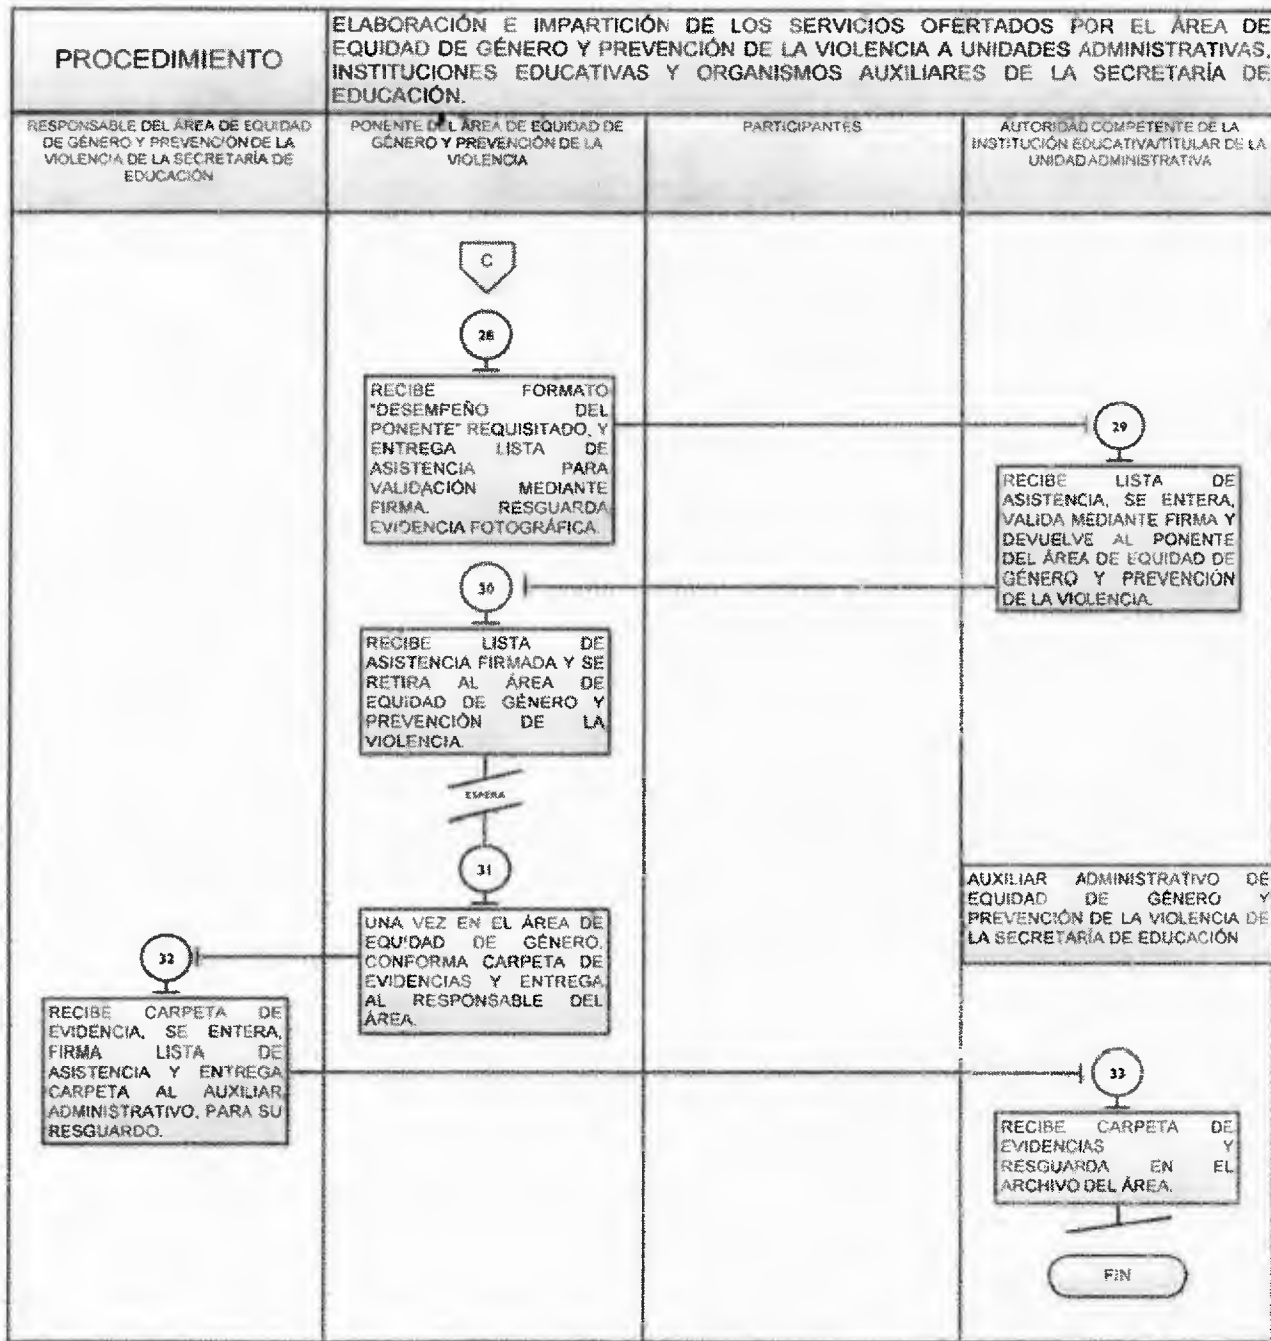 PROCEDIMIENTO
ELABORACIÓN E IMPARTICIÓN DE LOS SERVICIOS OFERTADOS POR EL ÁREA DE
EQUIDAD DE GÉNERO Y PREVENCIÓN DE LA VIOLENCIA A UNIDADES ADMINISTRATIVAS,
INSTITUCIONES EDUCATIVAS Y ORGANISMOS AUXILIARES DE LA SECRETARÍA DE
EDUCACIÓN.
RESPONSABLE DEL ÁREA DE EQUIDAD
DE GÉNERO Y PREVENCIÓN DE LA
VIOLENCIA DE LA SECRETARÍA DE
EDUCACIÓN
PONENTE DEL ÁREA DE EQUIDAD DE
GÉNERO Y PREVENCIÓN DE LA
VIOLENCIA
PARTICIPANTES
AUTORIDAD COMPETENTE DE LA
INSTITUCIÓN EDUCATIVA/TITULAR DE LA
UNIDAD ADMINISTRATIVA
C
28
RECIBE FORMATO
"DESEMPEÑO DEL
PONENTE" REQUISITADO, Y
ENTREGA LISTA DE
ASISTENCIA PARA
VALIDACIÓN MEDIANTE
FIRMA. RESGUARDA
EVIDENCIA FOTOGRÁFICA.
29
RECIBE LISTA DE
ASISTENCIA, SE ENTERA,
VALIDA MEDIANTE FIRMA Y
DEVUELVE AL PONENTE
DEL ÁREA DE EQUIDAD DE
GÉNERO Y PREVENCIÓN
DE LA VIOLENCIA.
30
RECIBE LISTA DE
ASISTENCIA FIRMADA Y SE
RETIRA AL ÁREA DE
EQUIDAD DE GÉNERO Y
PREVENCIÓN DE LA
VIOLENCIA.
ESPERA
31
UNA VEZ EN EL ÁREA DE
EQUIDAD DE GÉNERO,
CONFORMA CARPETA DE
EVIDENCIAS Y ENTREGA
AL RESPONSABLE DEL
ÁREA.
AUXILIAR ADMINISTRATIVO DE
EQUIDAD DE GÉNERO Y
PREVENCIÓN DE LA VIOLENCIA DE
LA SECRETARÍA DE EDUCACIÓN
32
RECIBE CARPETA DE
EVIDENCIA, SE ENTERA,
FIRMA LISTA DE
ASISTENCIA Y ENTREGA
CARPETA AL AUXILIAR
ADMINISTRATIVO, PARA SU
RESGUARDO.
33
RECIBE CARPETA DE
EVIDENCIAS Y
RESGUARDA EN EL
ARCHIVO DEL ÁREA.
FIN